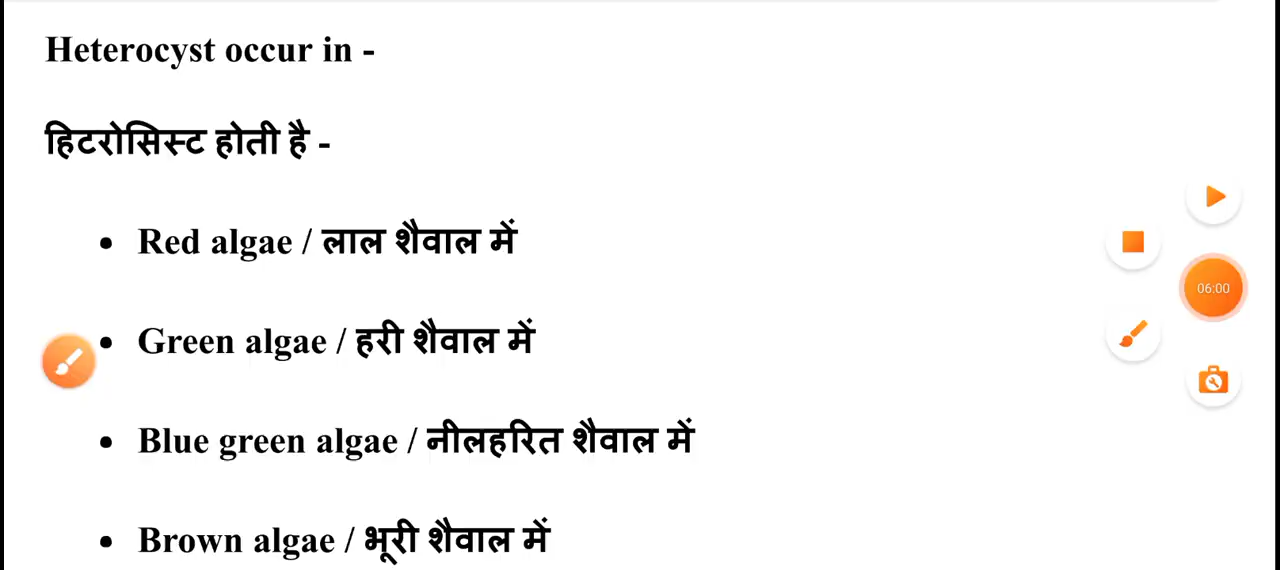 Heterocyst occur in -
हिटरोसिस्ट होती है -
• Red algae / लाल शैवाल में
• Green algae / हरी शैवाल में
• Blue green algae / नीलहरित शैवाल में
• Brown algae / भूरी शैवाल में
06:00